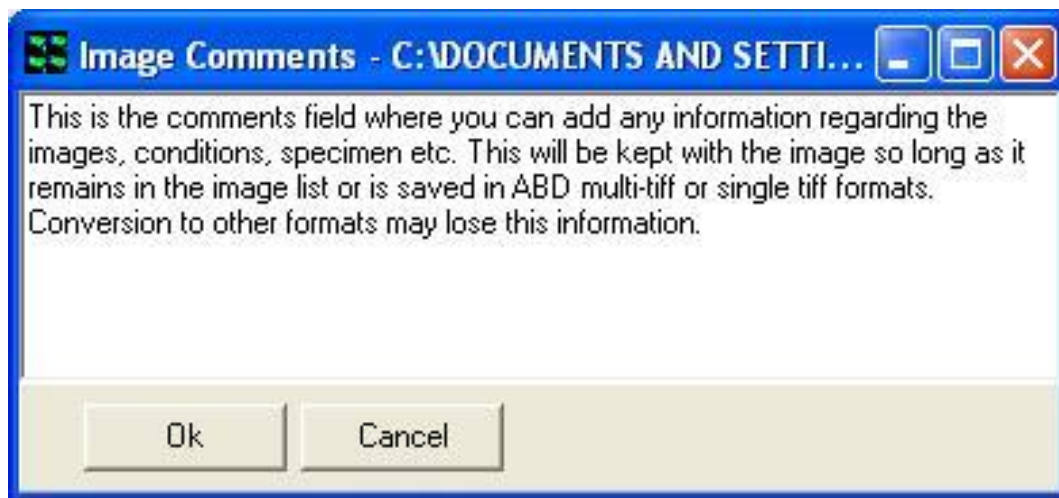 Image Comments - C:\DOCUMENTS AND SETTI...
This is the comments field where you can add any information regarding the
images, conditions, specimen etc. This will be kept with the image so long as it
remains in the image list or is saved in ABD multi-tiff or single tiff formats.
Conversion to other formats may lose this information.
Ok Cancel